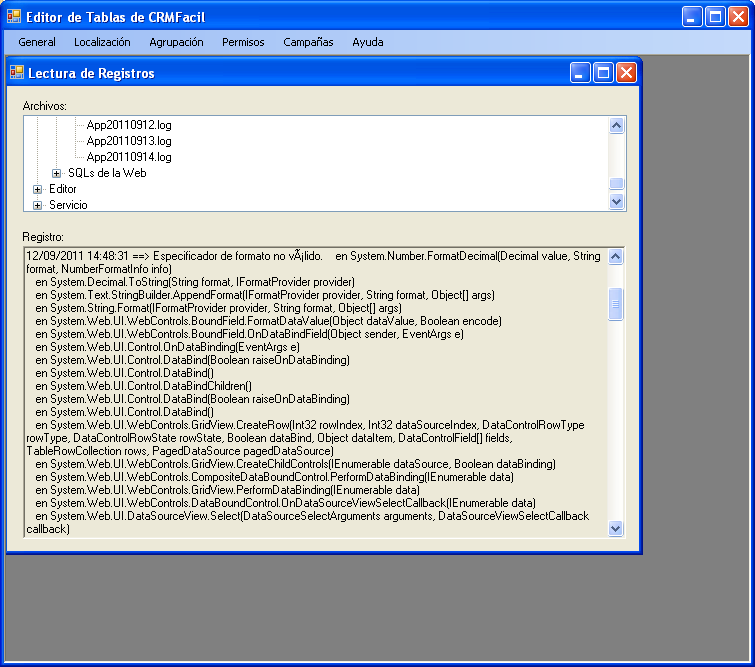 Editor de Tablas de CRMFacil
General Localización Agrupación Permisos Campañas Ayuda
Lectura de Registros
Archivos:
App20110912.log
App20110913.log
App20110914.log
SQLs de la Web
Editor
Servicio
Registro:
12/09/2011 14:48:31 ==> Especificador de formato no vÃ¡lido. en System.Number.FormatDecimal(Decimal value, String
format, NumberFormatInfo info)
en System.Decimal.ToString(String format, IFormatProvider provider)
en System.Text.StringBuilder.AppendFormat(IFormatProvider provider, String format, Object[] args)
en System.String.Format(IFormatProvider provider, String format, Object[] args)
en System.Web.UI.WebControls.BoundField.FormatDataValue(Object dataValue, Boolean encode)
en System.Web.UI.WebControls.BoundField.OnDataBindField(Object sender, EventArgs e)
en System.Web.UI.Control.OnDataBinding(EventArgs e)
en System.Web.UI.Control.DataBind(Boolean raiseOnDataBinding)
en System.Web.UI.Control.DataBind()
en System.Web.UI.Control.DataBindChildren()
en System.Web.UI.Control.DataBind(Boolean raiseOnDataBinding)
en System.Web.UI.Control.DataBind()
en System.Web.UI.WebControls.GridView.CreateRow(Int32 rowIndex, Int32 dataSourceIndex, DataControlRowType
rowType, DataControlRowState rowState, Boolean dataBind, Object dataItem, DataControlField[] fields,
TableRowCollection rows, PagedDataSource pagedDataSource)
en System.Web.UI.WebControls.GridView.CreateChildControls(IEnumerable dataSource, Boolean dataBinding)
en System.Web.UI.WebControls.CompositeDataBoundControl.PerformDataBinding(IEnumerable data)
en System.Web.UI.WebControls.GridView.PerformDataBinding(IEnumerable data)
en System.Web.UI.WebControls.DataBoundControl.OnDataSourceViewSelectCallback(IEnumerable data)
en System.Web.UI.DataSourceView.Select(DataSourceSelectArguments arguments, DataSourceViewSelectCallback
callback)